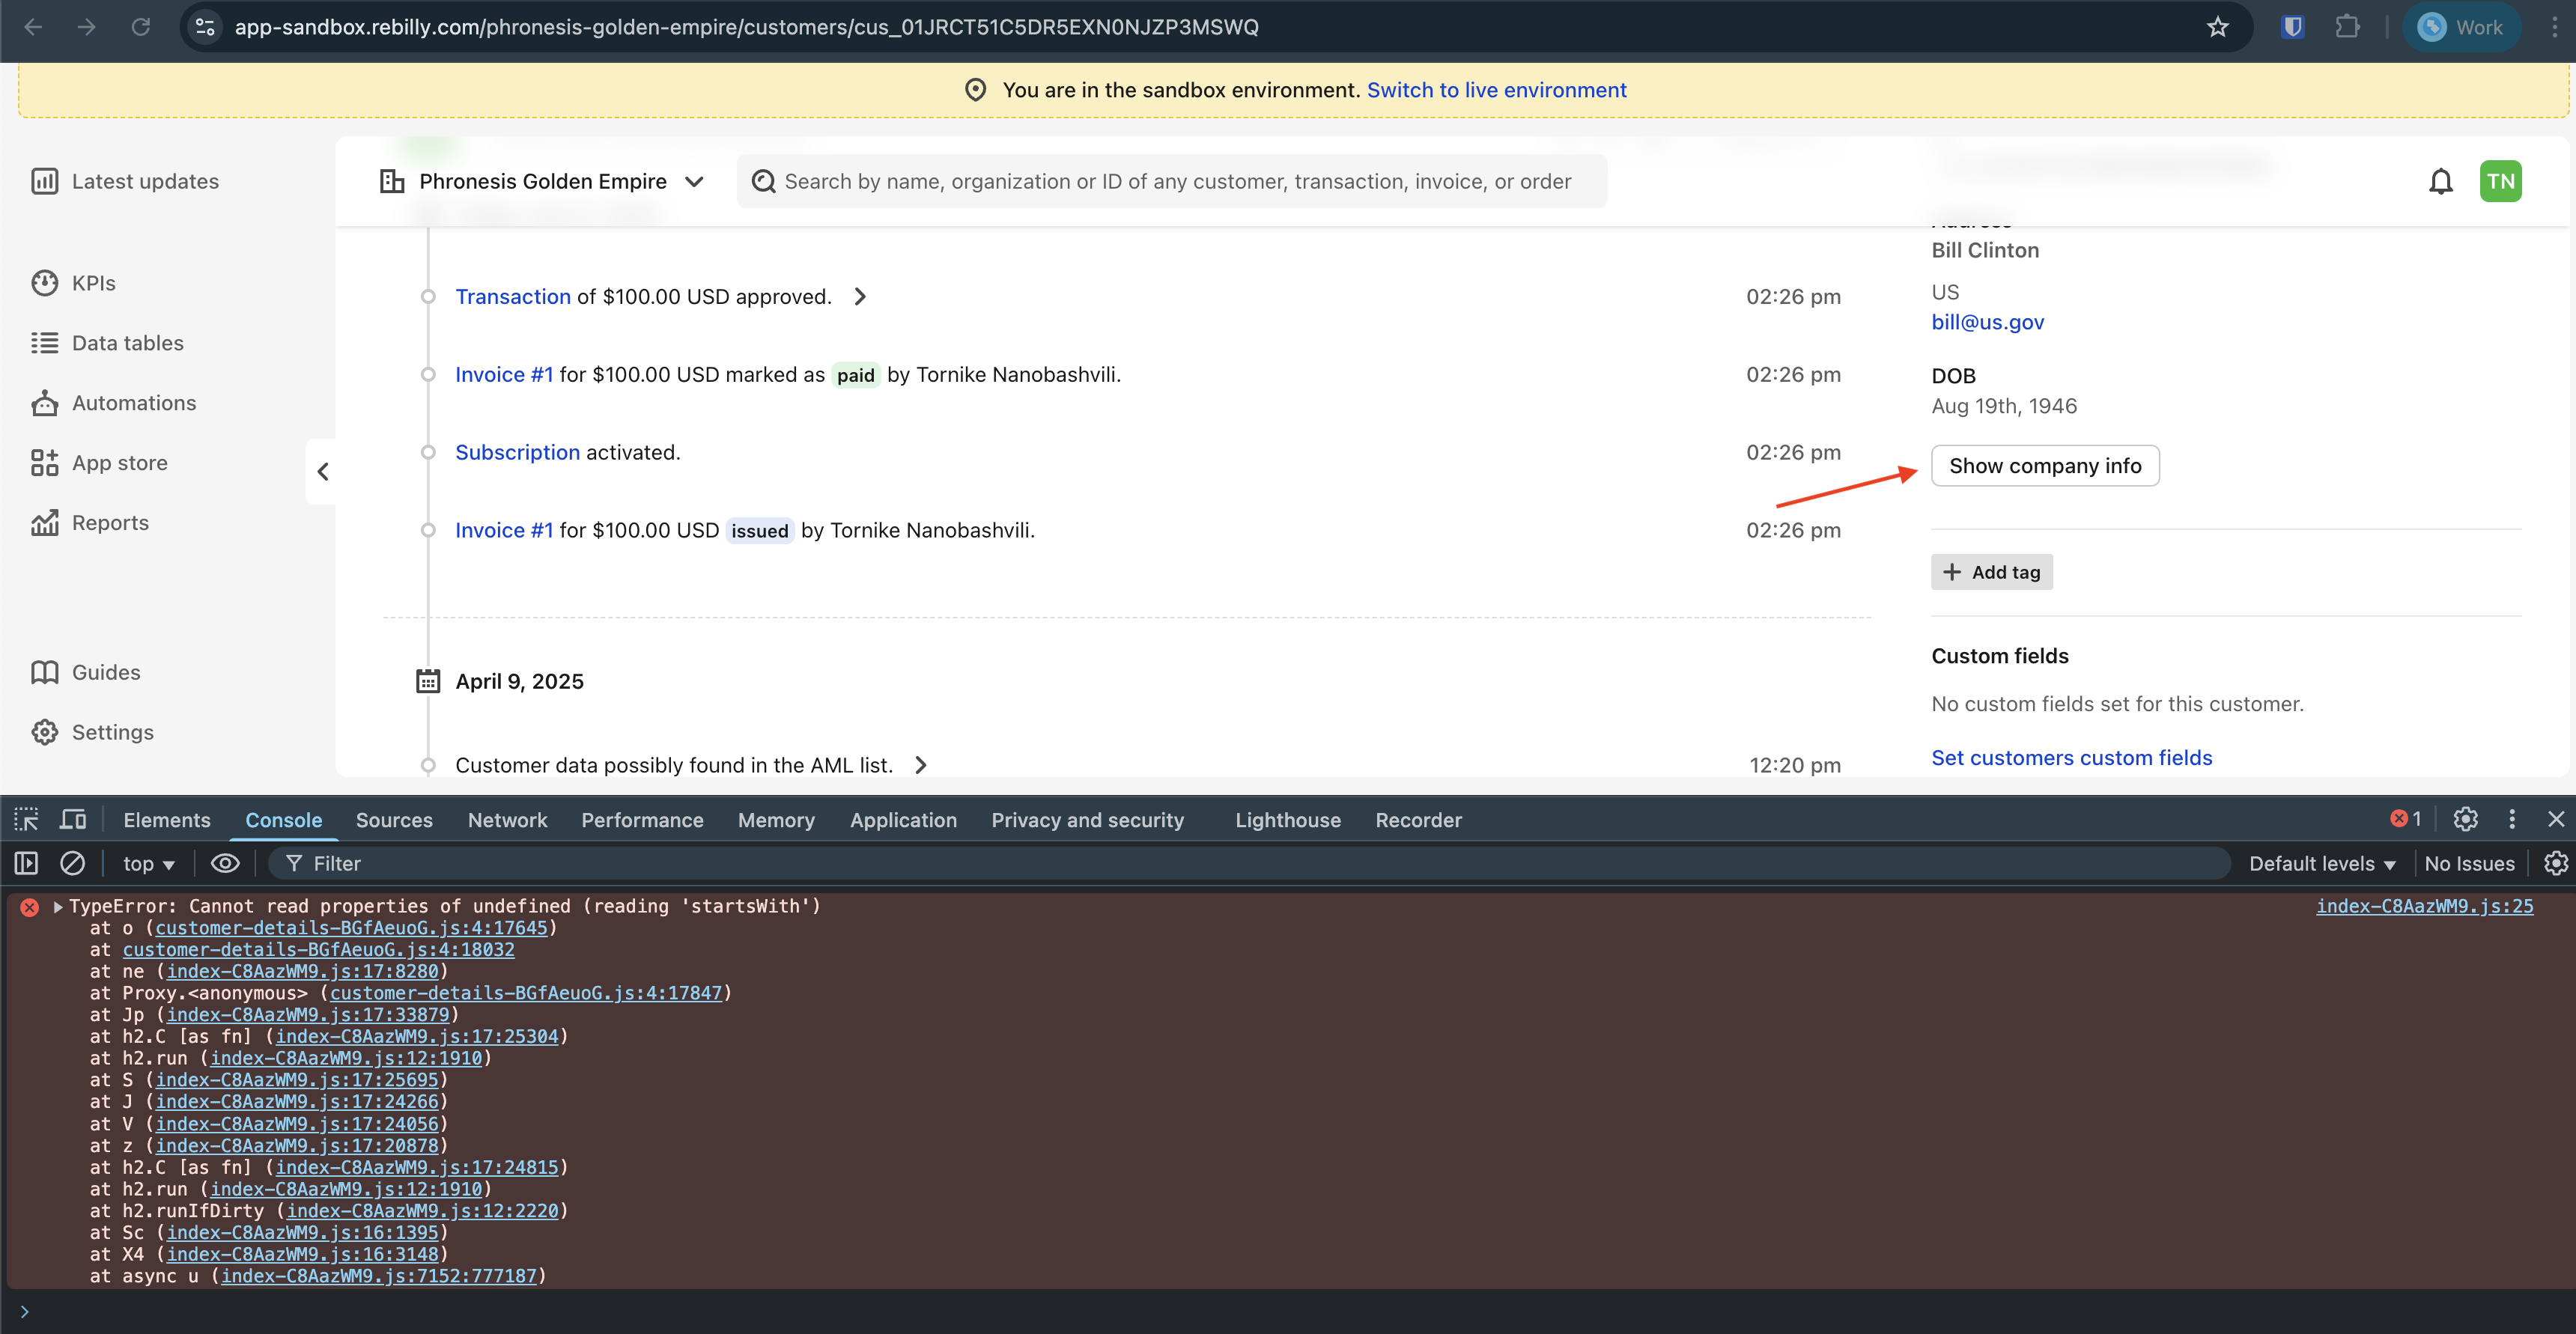 app-sandbox.rebilly.com/phronesis-golden-empire/customers/cus_01JRCT51C5DR5EXN0NJZP3MSWQ
Work
You are in the sandbox environment. Switch to live environment
Latest updates
KPIs
Data tables
Automations
App store
Reports
Guides
Settings
Phronesis Golden Empire
Search by name, organization or ID of any customer, transaction, invoice, or order
TN
Transaction of $100.00 USD approved.
02:26 pm
Invoice #1 for $100.00 USD marked as paid by Tornike Nanobashvili.
02:26 pm
Subscription activated.
02:26 pm
Invoice #1 for $100.00 USD issued by Tornike Nanobashvili.
02:26 pm
April 9, 2025
Customer data possibly found in the AML list.
12:20 pm
Address
Bill Clinton
US
bill@us.gov
DOB
Aug 19th, 1946
Show company info
Add tag
Custom fields
No custom fields set for this customer.
Set customers custom fields
Elements Console Sources Network Performance Memory Application Privacy and security Lighthouse Recorder 1
top Filter Default levels No Issues
TypeError: Cannot read properties of undefined (reading 'startsWith') index-C8AazWM9.js:25
at o (customer-details-BGfAeuoG.js:4:17645)
at customer-details-BGfAeuoG.js:4:18032
at ne (index-C8AazWM9.js:17:8280)
at Proxy.<anonymous> (customer-details-BGfAeuoG.js:4:17847)
at Jp (index-C8AazWM9.js:17:33879)
at h2.C [as fn] (index-C8AazWM9.js:17:25304)
at h2.run (index-C8AazWM9.js:12:1910)
at S (index-C8AazWM9.js:17:25695)
at J (index-C8AazWM9.js:17:24266)
at V (index-C8AazWM9.js:17:24056)
at z (index-C8AazWM9.js:17:20878)
at h2.C [as fn] (index-C8AazWM9.js:17:24815)
at h2.run (index-C8AazWM9.js:12:1910)
at h2.runIfDirty (index-C8AazWM9.js:12:2220)
at Sc (index-C8AazWM9.js:16:1395)
at X4 (index-C8AazWM9.js:16:3148)
at async u (index-C8AazWM9.js:7152:777187)